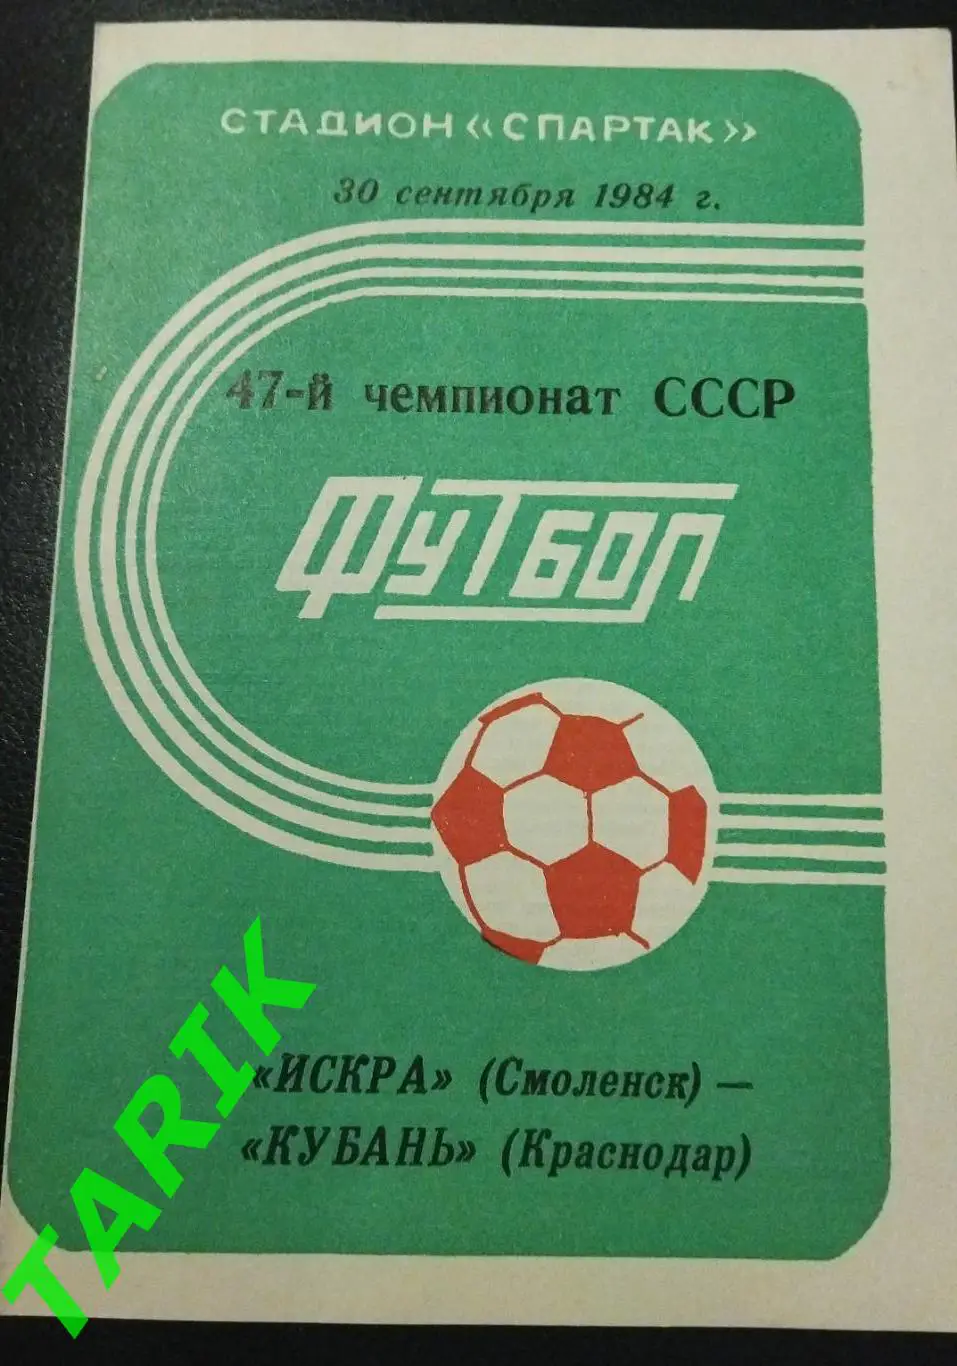 СТАДИОН «СПАРТАК»
30 сентября 1984 г.
47-й чемпионат СССР
ФУТБОЛ
«ИСКРА» (Смоленск) —
«КУБАНЬ» (Краснодар)
TARIK